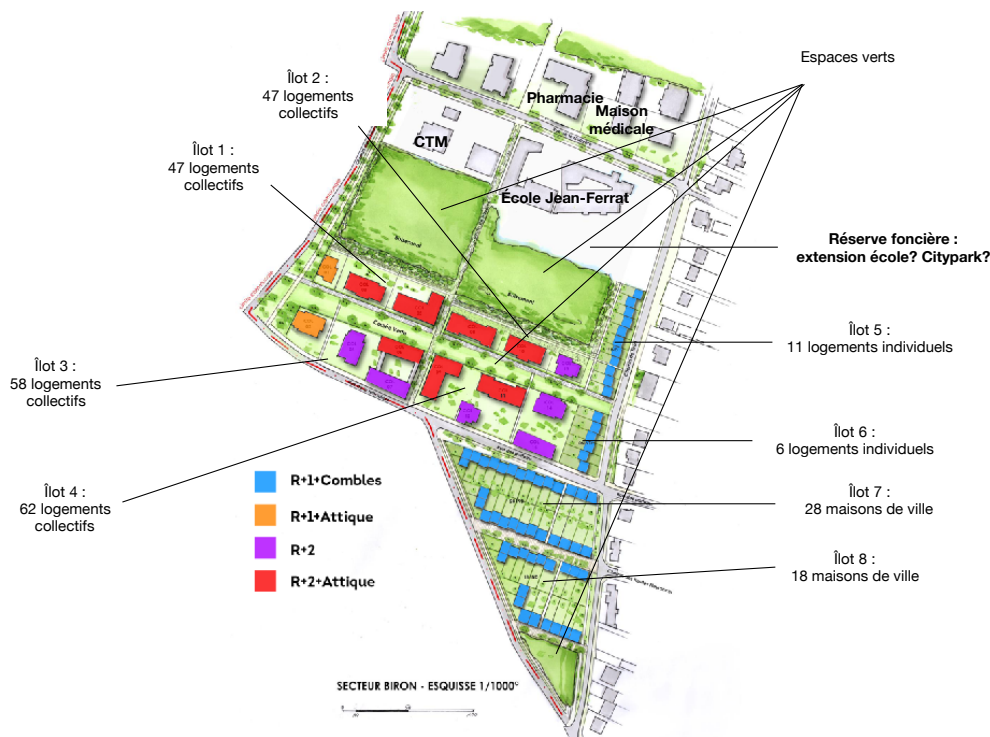 Espaces verts
Îlot 2 :
47 logements
collectifs
Pharmacie
Maison
médicale
CTM
Îlot 1 :
47 logements
collectifs
École Jean-Ferrat
Réserve foncière :
extension école? Citypark?
Îlot 5 :
11 logements individuels
Espace Verts
Îlot 3 :
58 logements
collectifs
Îlot 6 :
6 logements individuels
Îlot 4 :
62 logements
collectifs
R+1+Combles
R+1+Attique
R+2
R+2+Attique
Îlot 7 :
28 maisons de ville
Îlot 8 :
18 maisons de ville
SECTEUR BIRON - ESQUISSE 1/1000°